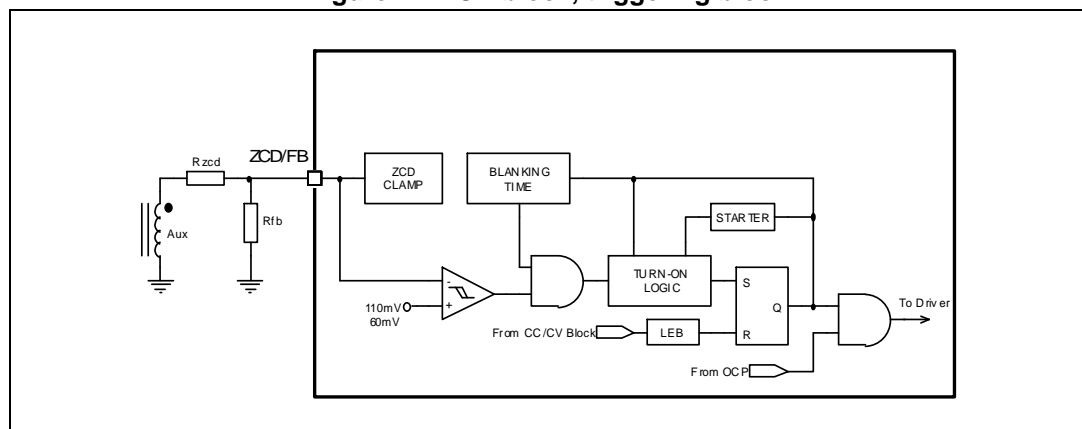 ZCD/FB
Rzcd
ZCD
CLAMP
BLANKING
TIME
STARTER
Rfb
Aux
TURN-ON
LOGIC
S
Q
R
To Driver
-
+
110mV
60mV
From CC/CV Block
LEB
From OCP